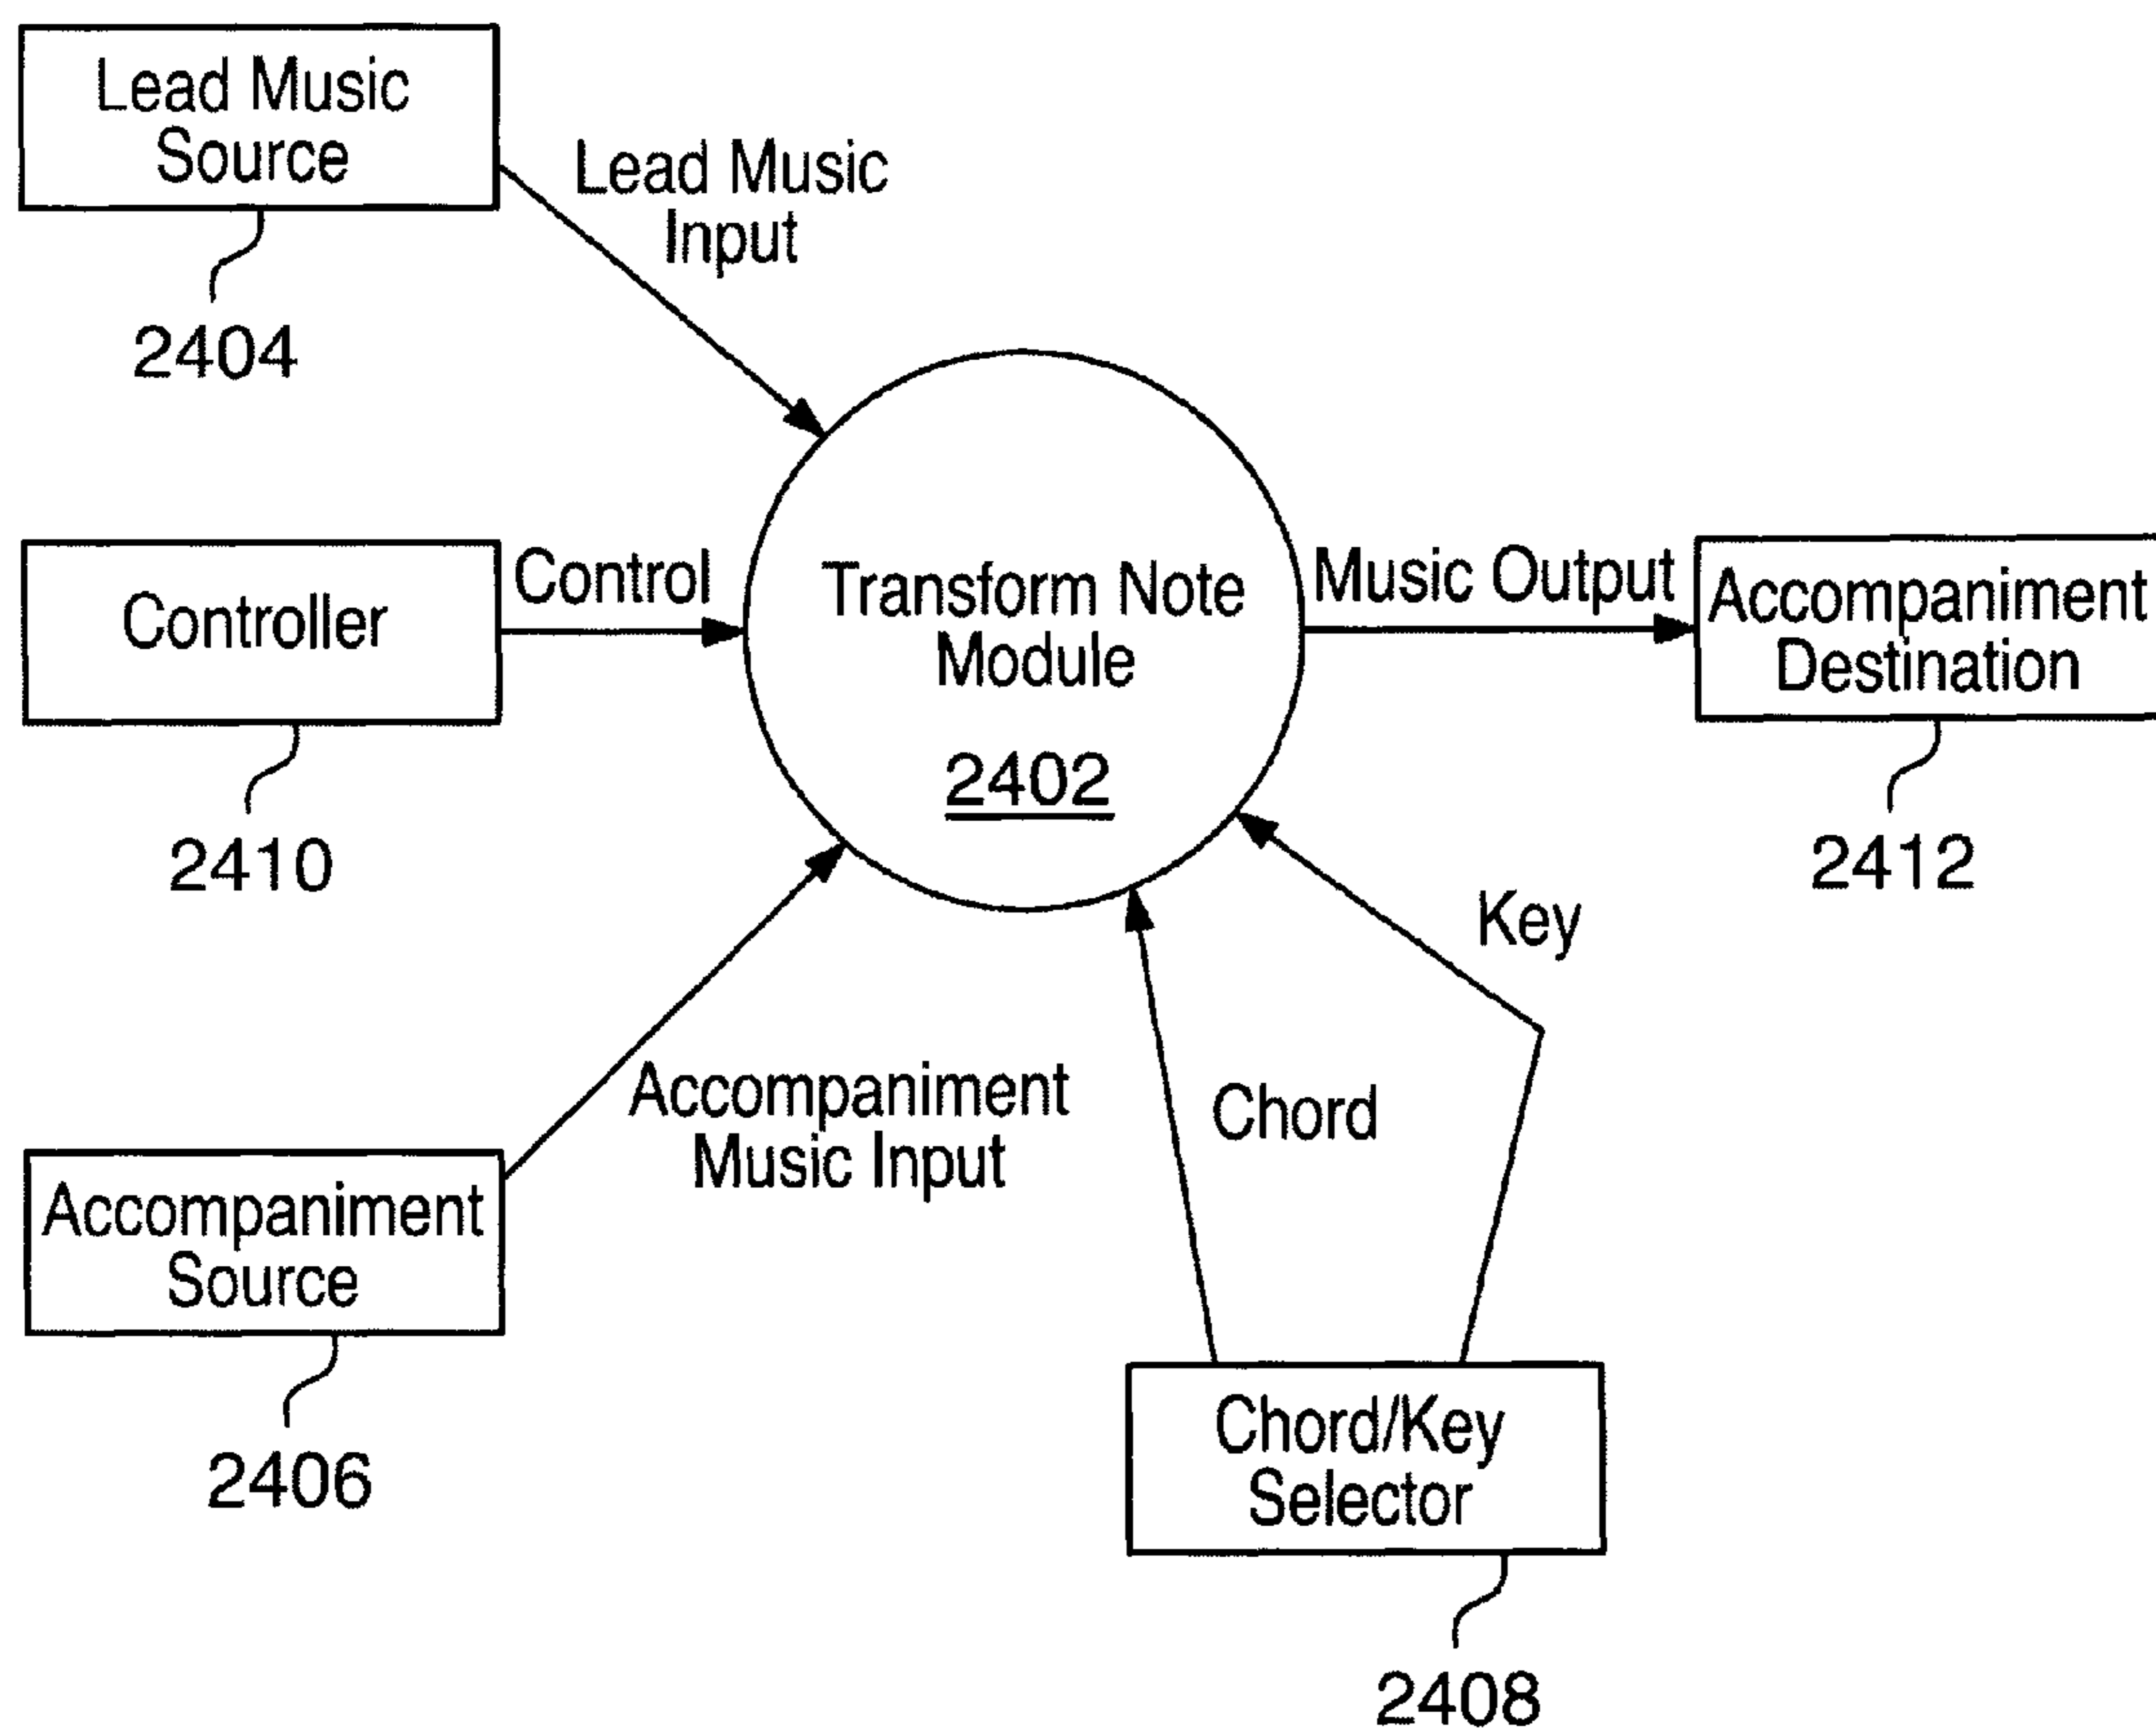 Lead Music
Source
2404
Lead Music
Input
Controller
2410
Control
Transform Note
Module
2402
Music Output
Accompaniment
Destination
2412
Accompaniment
Source
2406
Accompaniment
Music Input
Chord
Key
Chord/Key
Selector
2408